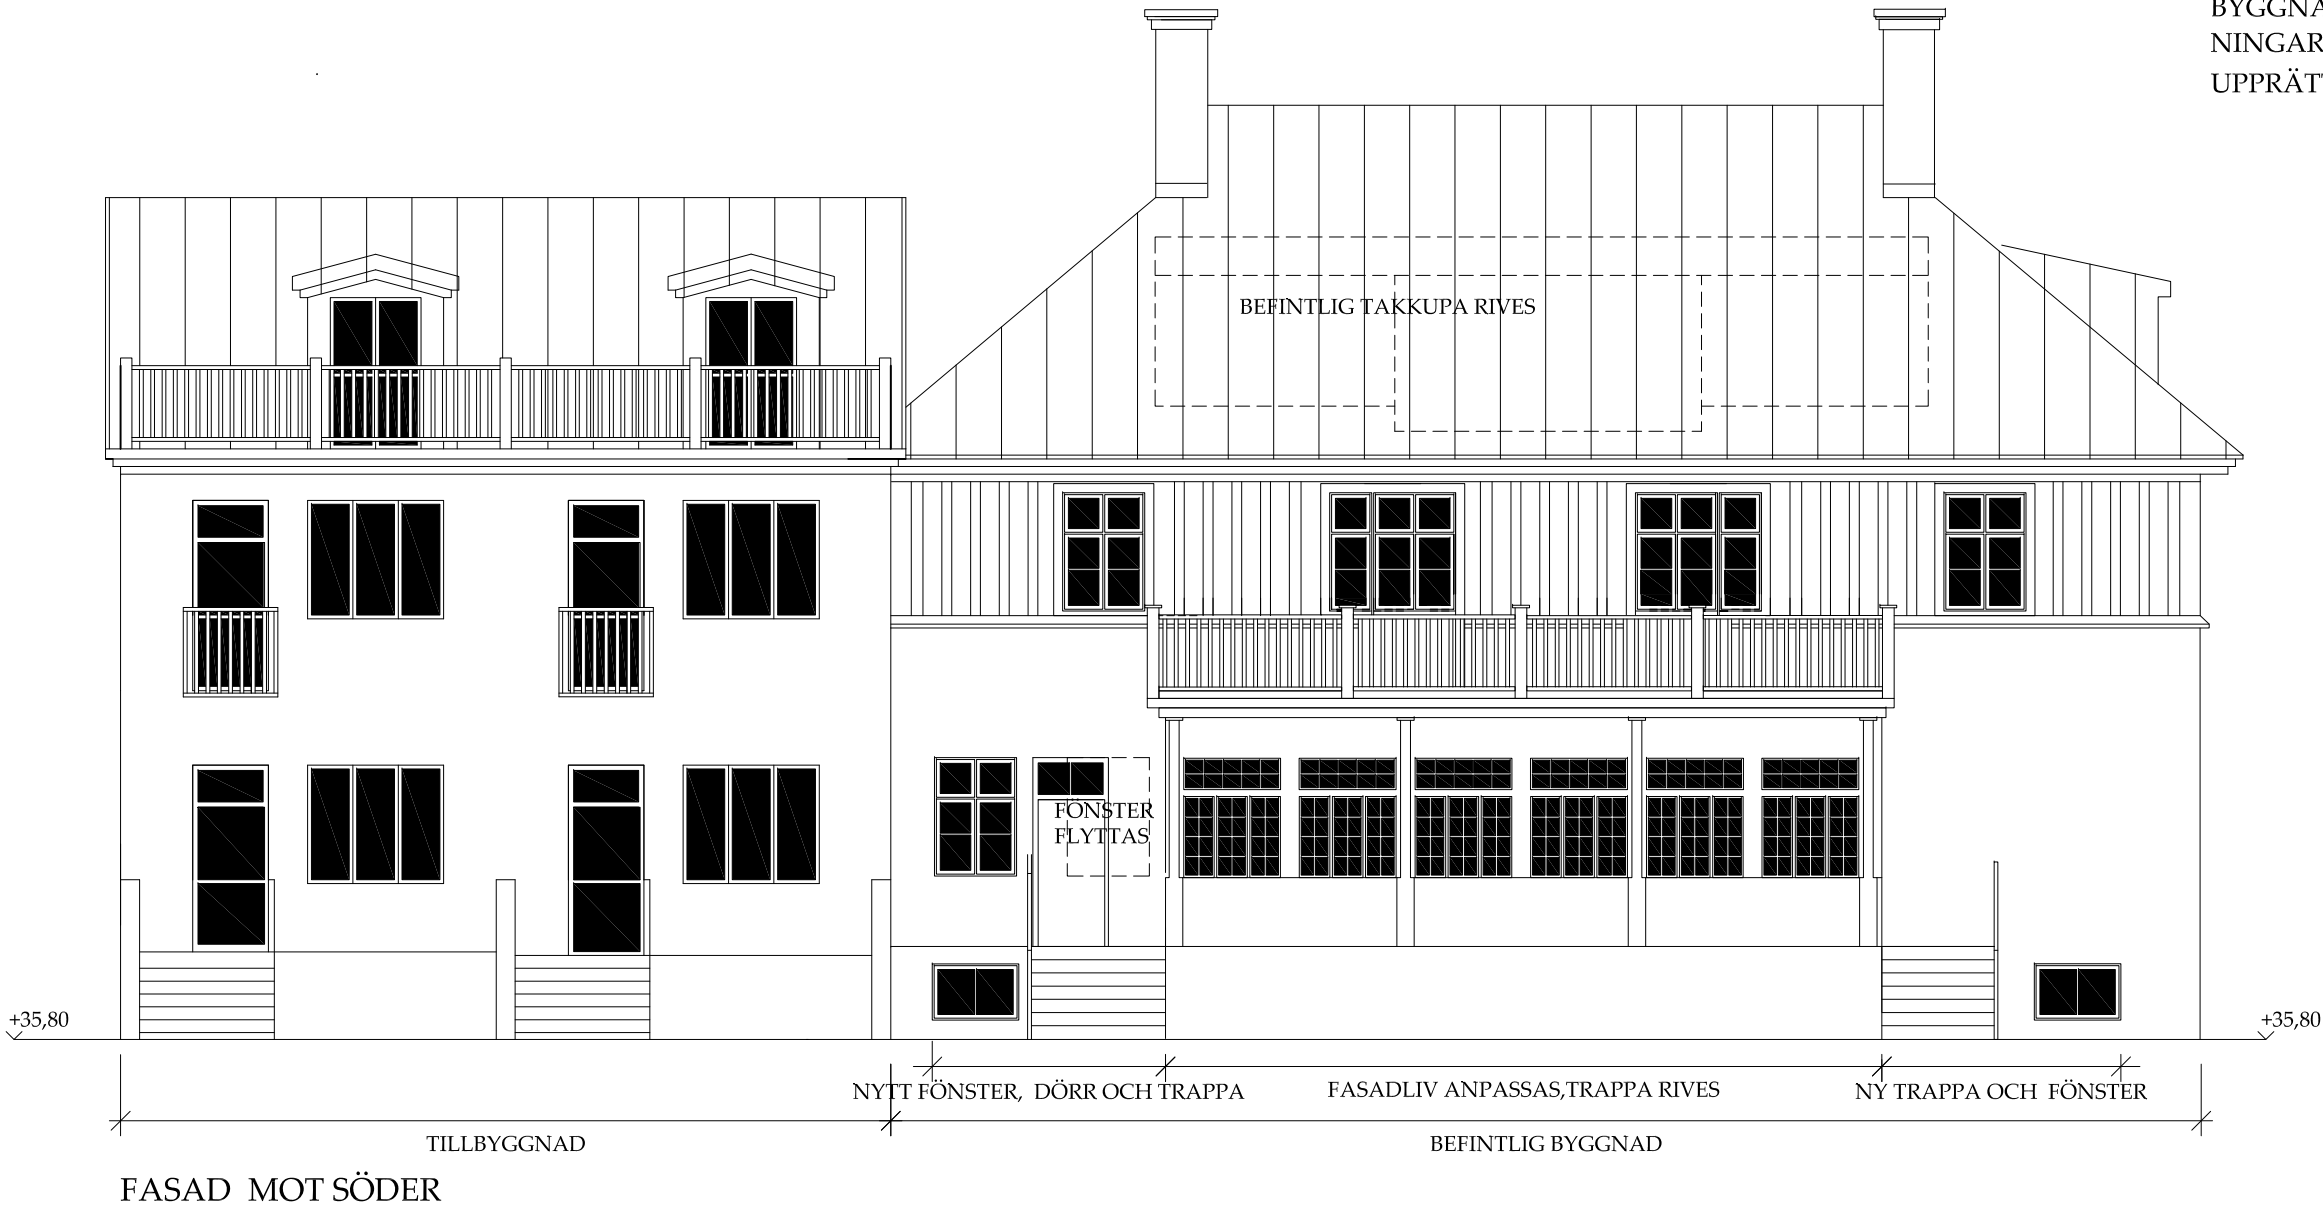 BYGGNA
NINGAR
UPPRÄT
BEFINTLIG TAKKUPA RIVES
FÖNSTER
FLYTTAS
+35,80
+35,80
NYTT FÖNSTER, DÖRR OCH TRAPPA
FASADLIV ANPASSAS,TRAPPA RIVES
NY TRAPPA OCH FÖNSTER
TILLBYGGNAD
BEFINTLIG BYGGNAD
FASAD MOT SÖDER